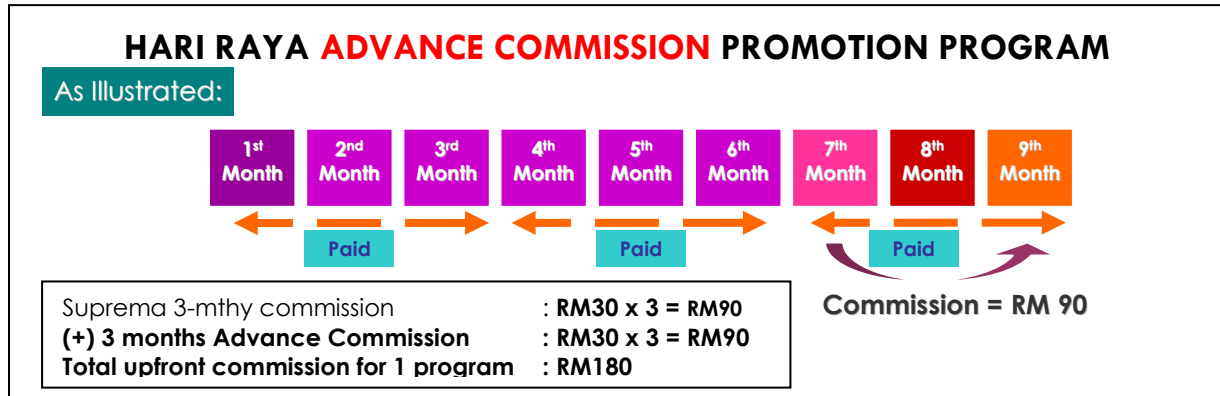 HARI RAYA ADVANCE COMMISSION PROMOTION PROGRAM
As Illustrated:
1st Month
2nd Month
3rd Month
4th Month
5th Month
6th Month
7th Month
8th Month
9th Month
Paid
Paid
Paid
Suprema 3-mthy commission : RM30 x 3 = RM90
(+) 3 months Advance Commission : RM30 x 3 = RM90
Total upfront commission for 1 program : RM180
Commission = RM 90